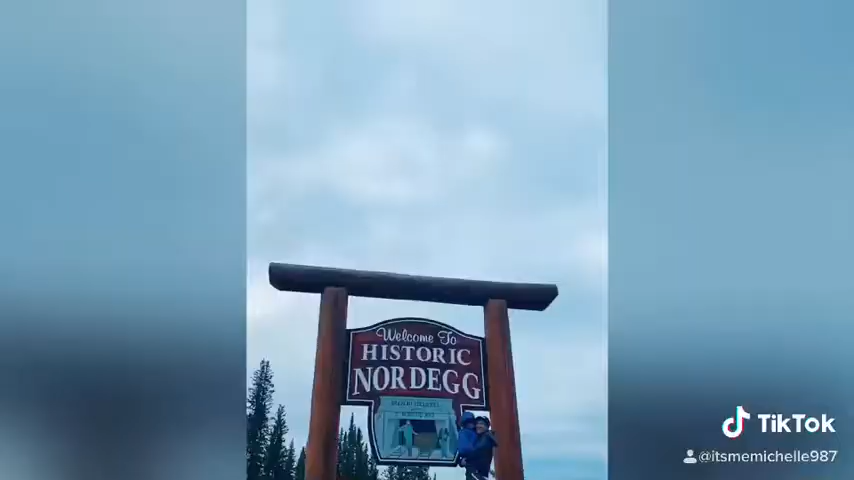 Welcome To
HISTORIC
NORDEGG
TikTok
@itsmemichelle987